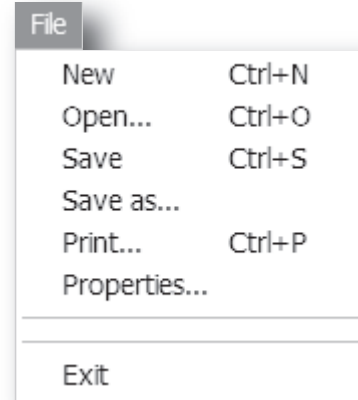 File
New Ctrl+N
Open... Ctrl+O
Save Ctrl+S
Save as...
Print... Ctrl+P
Properties...
Exit